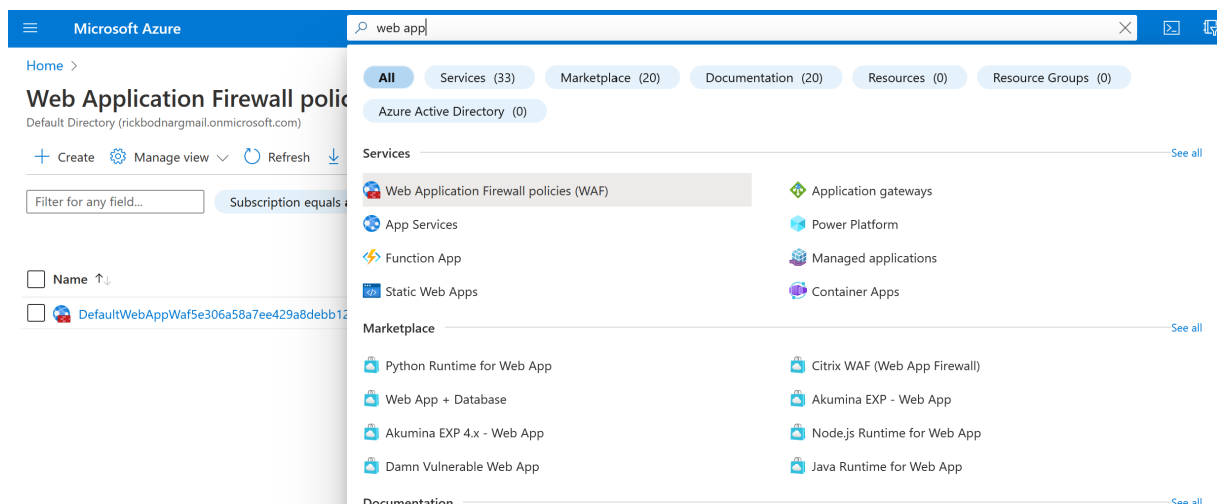 Microsoft Azure
web app
Home >
Web Application Firewall polic
Default Directory (rickbodnargmail.onmicrosoft.com)
Create Manage view Refresh
Filter for any field...
Subscription equals a
Name
DefaultWebAppWaf5e306a58a7ee429a8debb12
All
Services (33)
Marketplace (20)
Documentation (20)
Resources (0)
Resource Groups (0)
Azure Active Directory (0)
Services
See all
Web Application Firewall policies (WAF)
Application gateways
App Services
Power Platform
Function App
Managed applications
Static Web Apps
Container Apps
Marketplace
See all
Python Runtime for Web App
Citrix WAF (Web App Firewall)
Web App + Database
Akumina EXP - Web App
Akumina EXP 4.x - Web App
Node.js Runtime for Web App
Damn Vulnerable Web App
Java Runtime for Web App
Documentation
See all